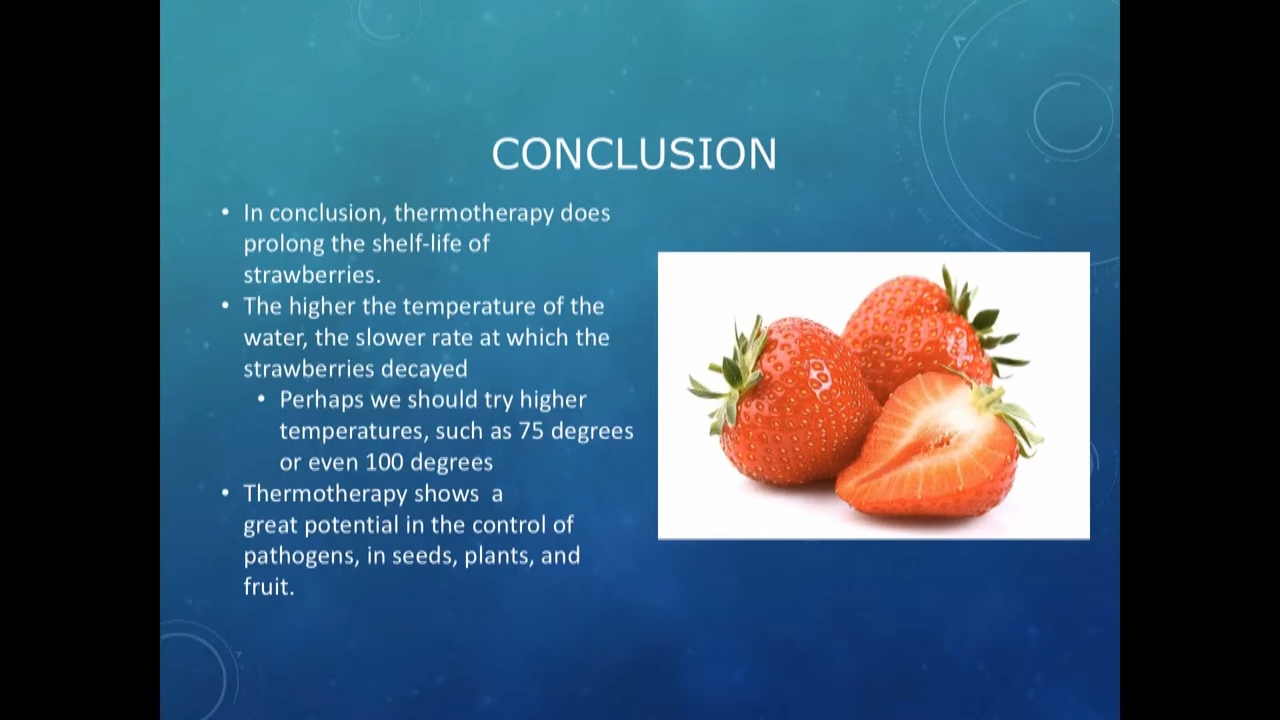 CONCLUSION
• In conclusion, thermotherapy does
prolong the shelf-life of
strawberries.
• The higher the temperature of the
water, the slower rate at which the
strawberries decayed
• Perhaps we should try higher
temperatures, such as 75 degrees
or even 100 degrees
• Thermotherapy shows  a
great potential in the control of
pathogens, in seeds, plants, and
fruit.